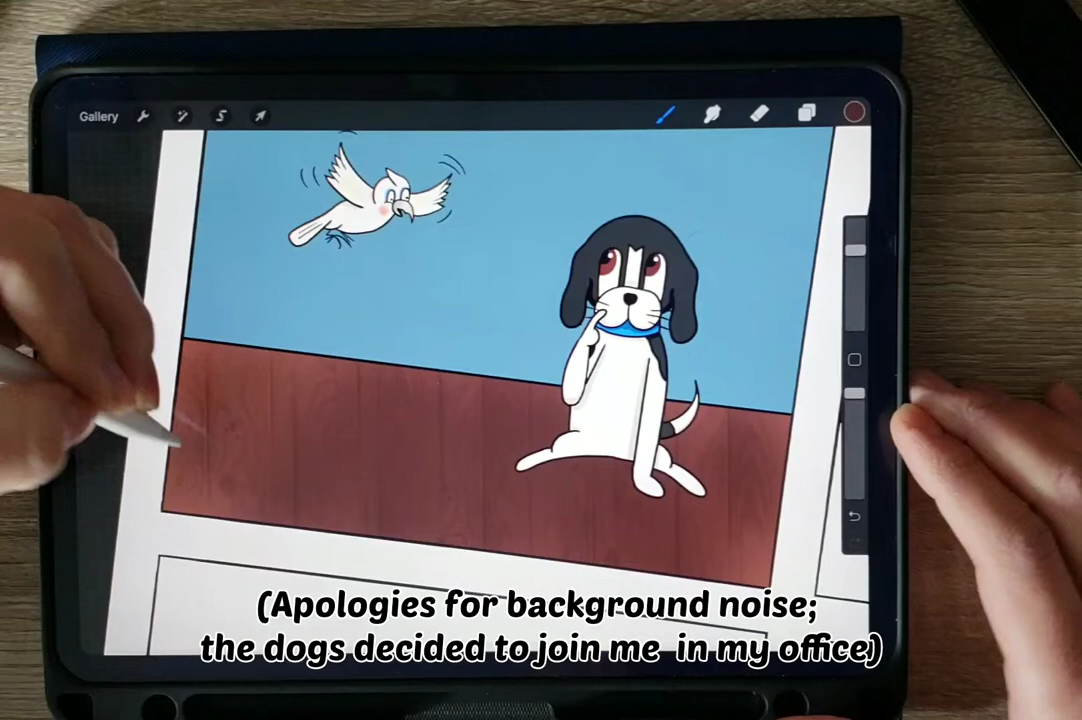 Gallery
(Apologies for background noise;
the dogs decided to join me in my office)